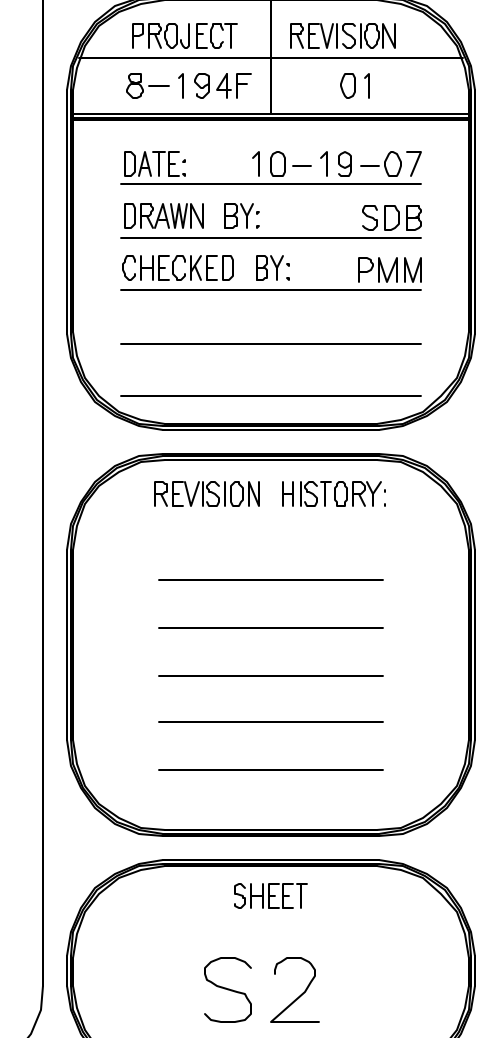 PROJECT REVISION
8-194F 01
DATE: 10-19-07
DRAWN BY: SDB
CHECKED BY: PMM
REVISION HISTORY:
SHEET
S2